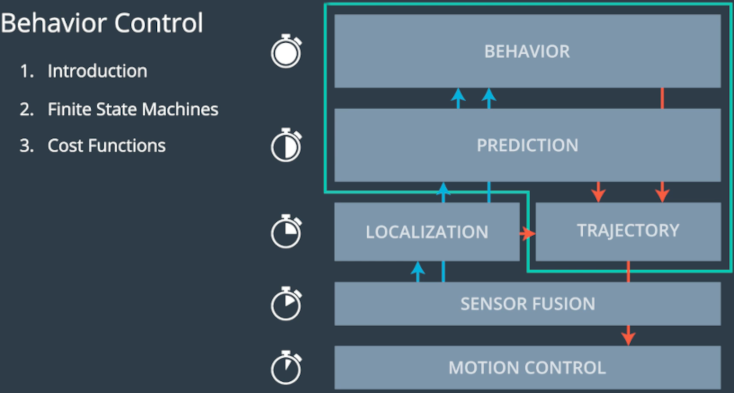 Behavior Control
1. Introduction
2. Finite State Machines
3. Cost Functions
BEHAVIOR
PREDICTION
LOCALIZATION
TRAJECTORY
SENSOR FUSION
MOTION CONTROL